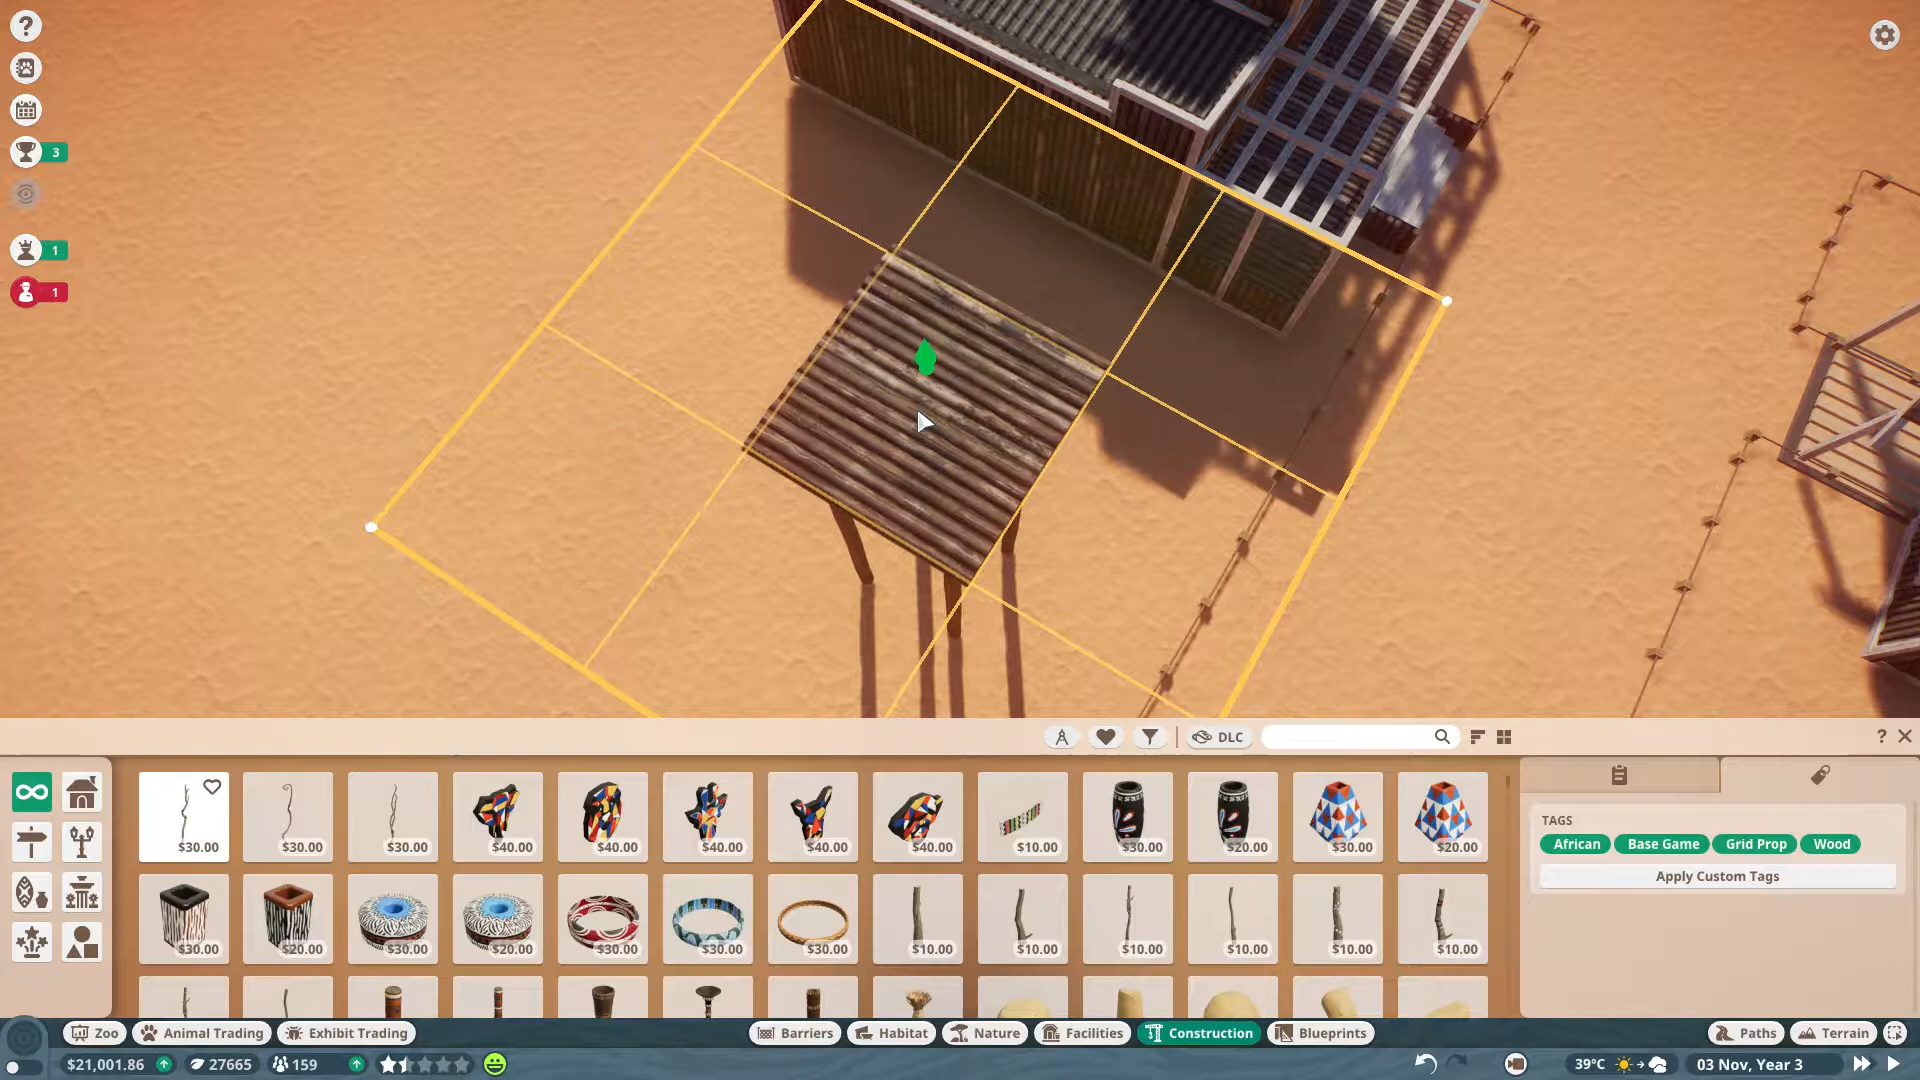 ?
3
1
1
DLC
?
$30.00 $30.00 $30.00 $40.00 $40.00 $40.00 $40.00 $40.00 $10.00 $30.00 $20.00 $30.00 $20.00
$30.00 $20.00 $30.00 $20.00 $30.00 $30.00 $30.00 $10.00 $10.00 $10.00 $10.00 $10.00 $10.00
TAGS
African Base Game Grid Prop Wood
Apply Custom Tags
Zoo Animal Trading Exhibit Trading Barriers Habitat Nature Facilities Construction Blueprints Paths Terrain
$21,001.86 27665 159 39°C 03 Nov, Year 3